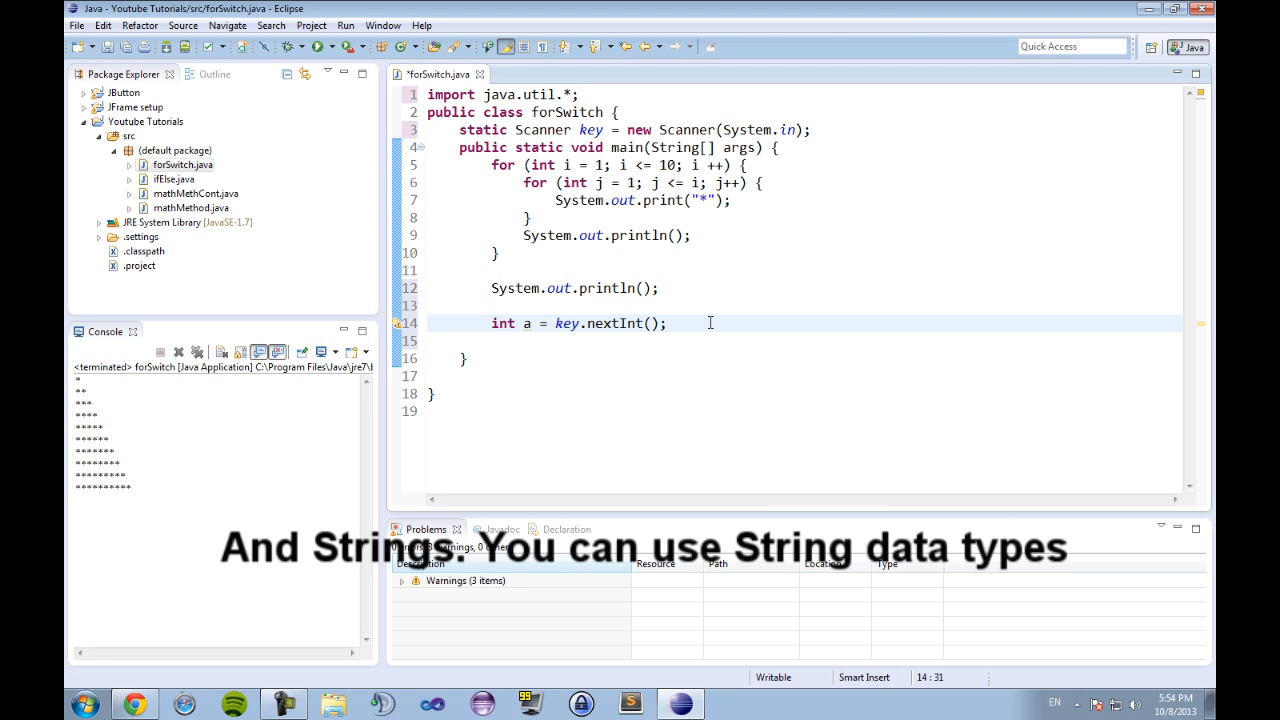 Java - Youtube Tutorials/src/forSwitch.java - Eclipse
File Edit Refactor Source Navigate Search Project Run Window Help
Quick Access
Java
Package Explorer
Outline
JButton
JFrame setup
Youtube Tutorials
src
(default package)
forSwitch.java
ifElse.java
mathMethCont.java
mathMethod.java
JRE System Library [JavaSE-1.7]
.settings
.classpath
.project
Console
<terminated> forSwitch [Java Application] C:\Program Files\Java\jre7\b
*
**
***
****
*****
******
*******
********
*********
**********
*forSwitch.java
1 import java.util.*;
2 public class forSwitch {
3 static Scanner key = new Scanner(System.in);
4 public static void main(String[] args) {
5 for (int i = 1; i <= 10; i ++) {
6 for (int j = 1; j <= i; j++) {
7 System.out.print("*");
8 }
9 System.out.println();
10 }
11
12 System.out.println();
13
14 int a = key.nextInt();
15
16 }
17
18 }
19
Problems @ Javadoc Declaration
And Strings. You can use String data types
Description Resource Path Location Type
Warnings (3 items)
Writable Smart Insert 14 : 31
99
EN
5:54 PM
10/8/2013